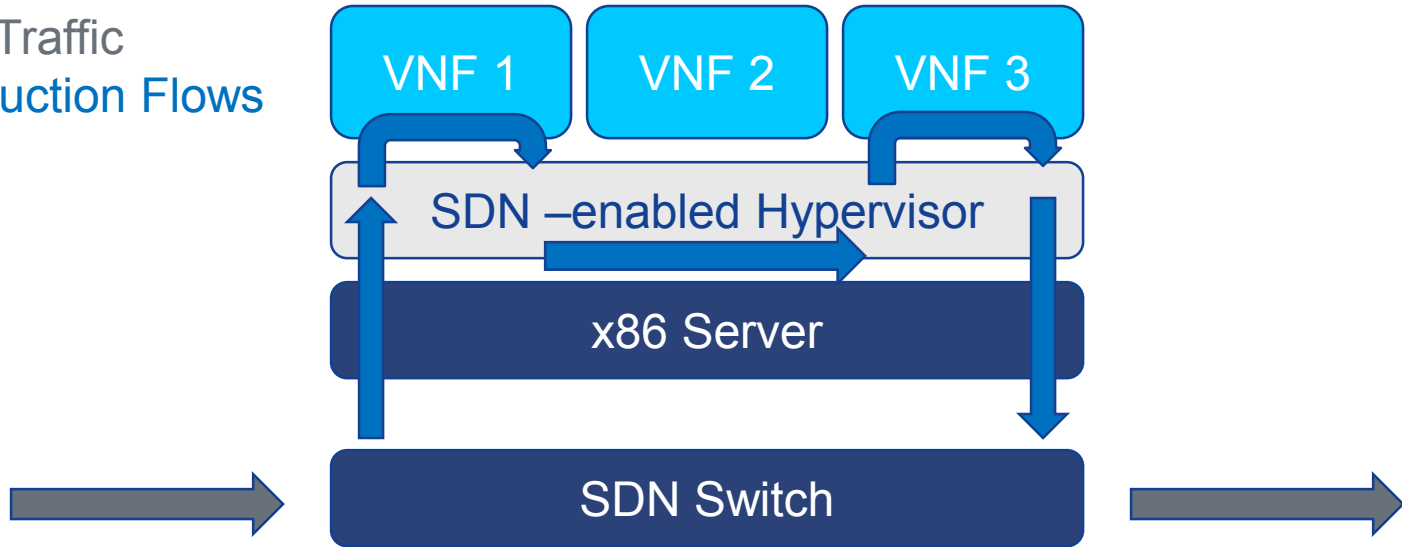 Traffic
uction Flows
VNF 1
VNF 2
VNF 3
SDN –enabled Hypervisor
x86 Server
SDN Switch